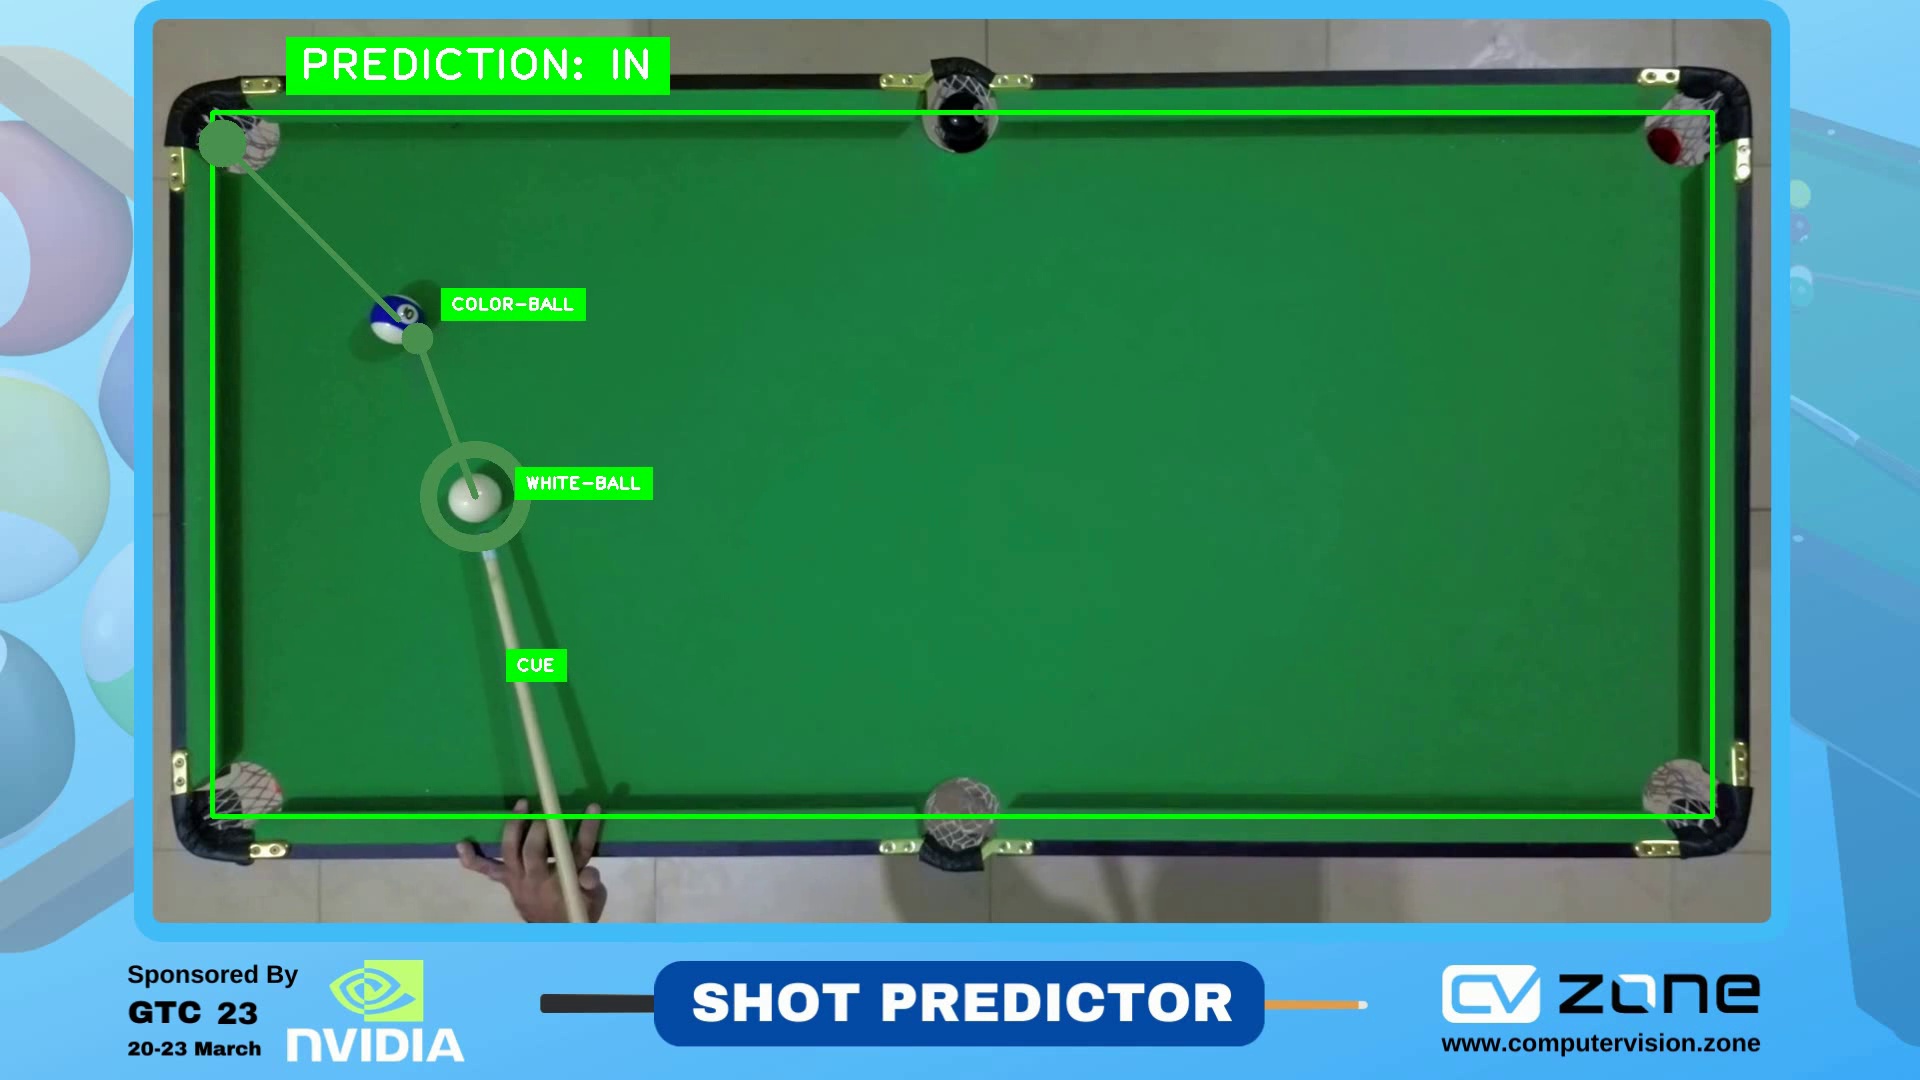 PREDICTION: IN
COLOR-BALL
10
WHITE-BALL
CUE
Sponsored By
GTC 23
20-23 March
NVIDIA
SHOT PREDICTOR
CV ZONE
www.computervision.zone